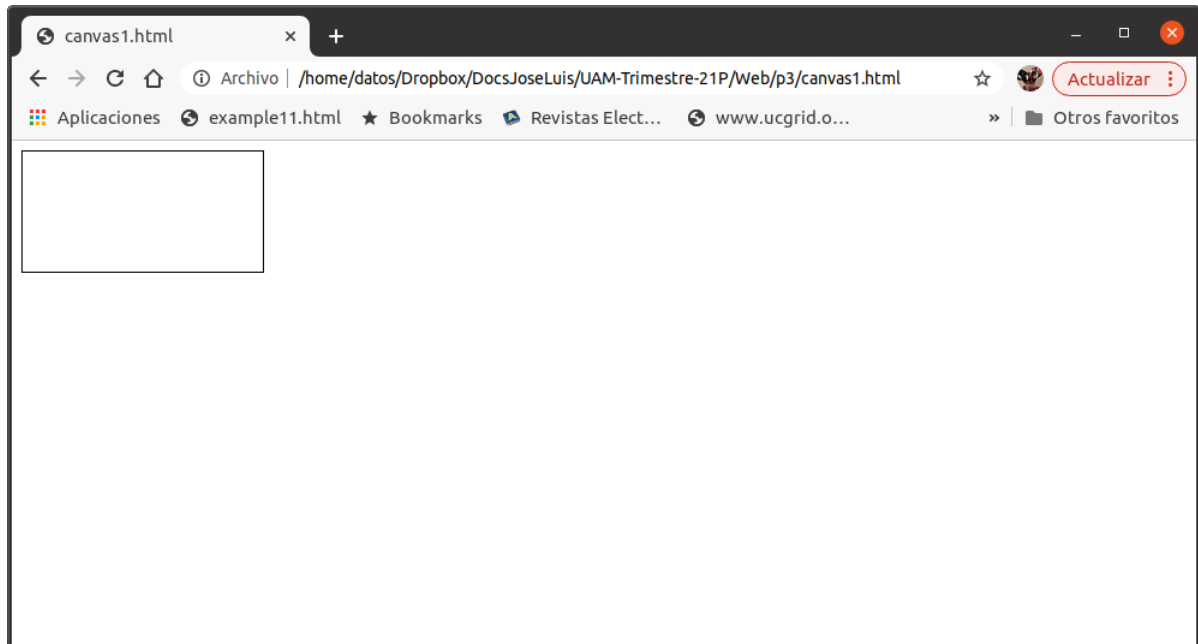 canvas1.html
Archivo /home/datos/Dropbox/DocsJoseLuis/UAM-Trimestre-21P/Web/p3/canvas1.html Actualizar
Aplicaciones example11.html Bookmarks Revistas Elect... www.ucgrid.o... » Otros favoritos